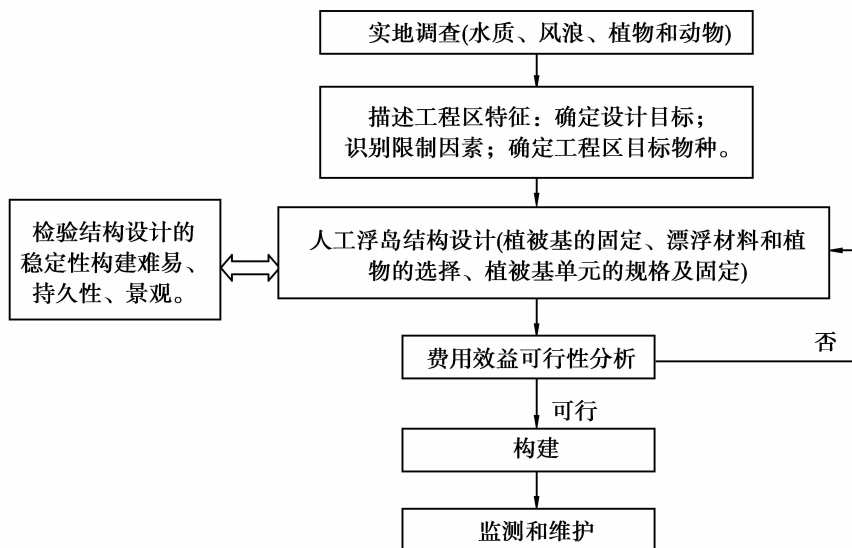 实地调查(水质、风浪、植物和动物)
描述工程区特征：确定设计目标；
识别限制因素；确定工程区目标物种。
检验结构设计的
稳定性构建难易、
持久性、景观。
人工浮岛结构设计(植被基的固定、漂浮材料和植
物的选择、植被基单元的规格及固定)
费用效益可行性分析
否
可行
构建
监测和维护